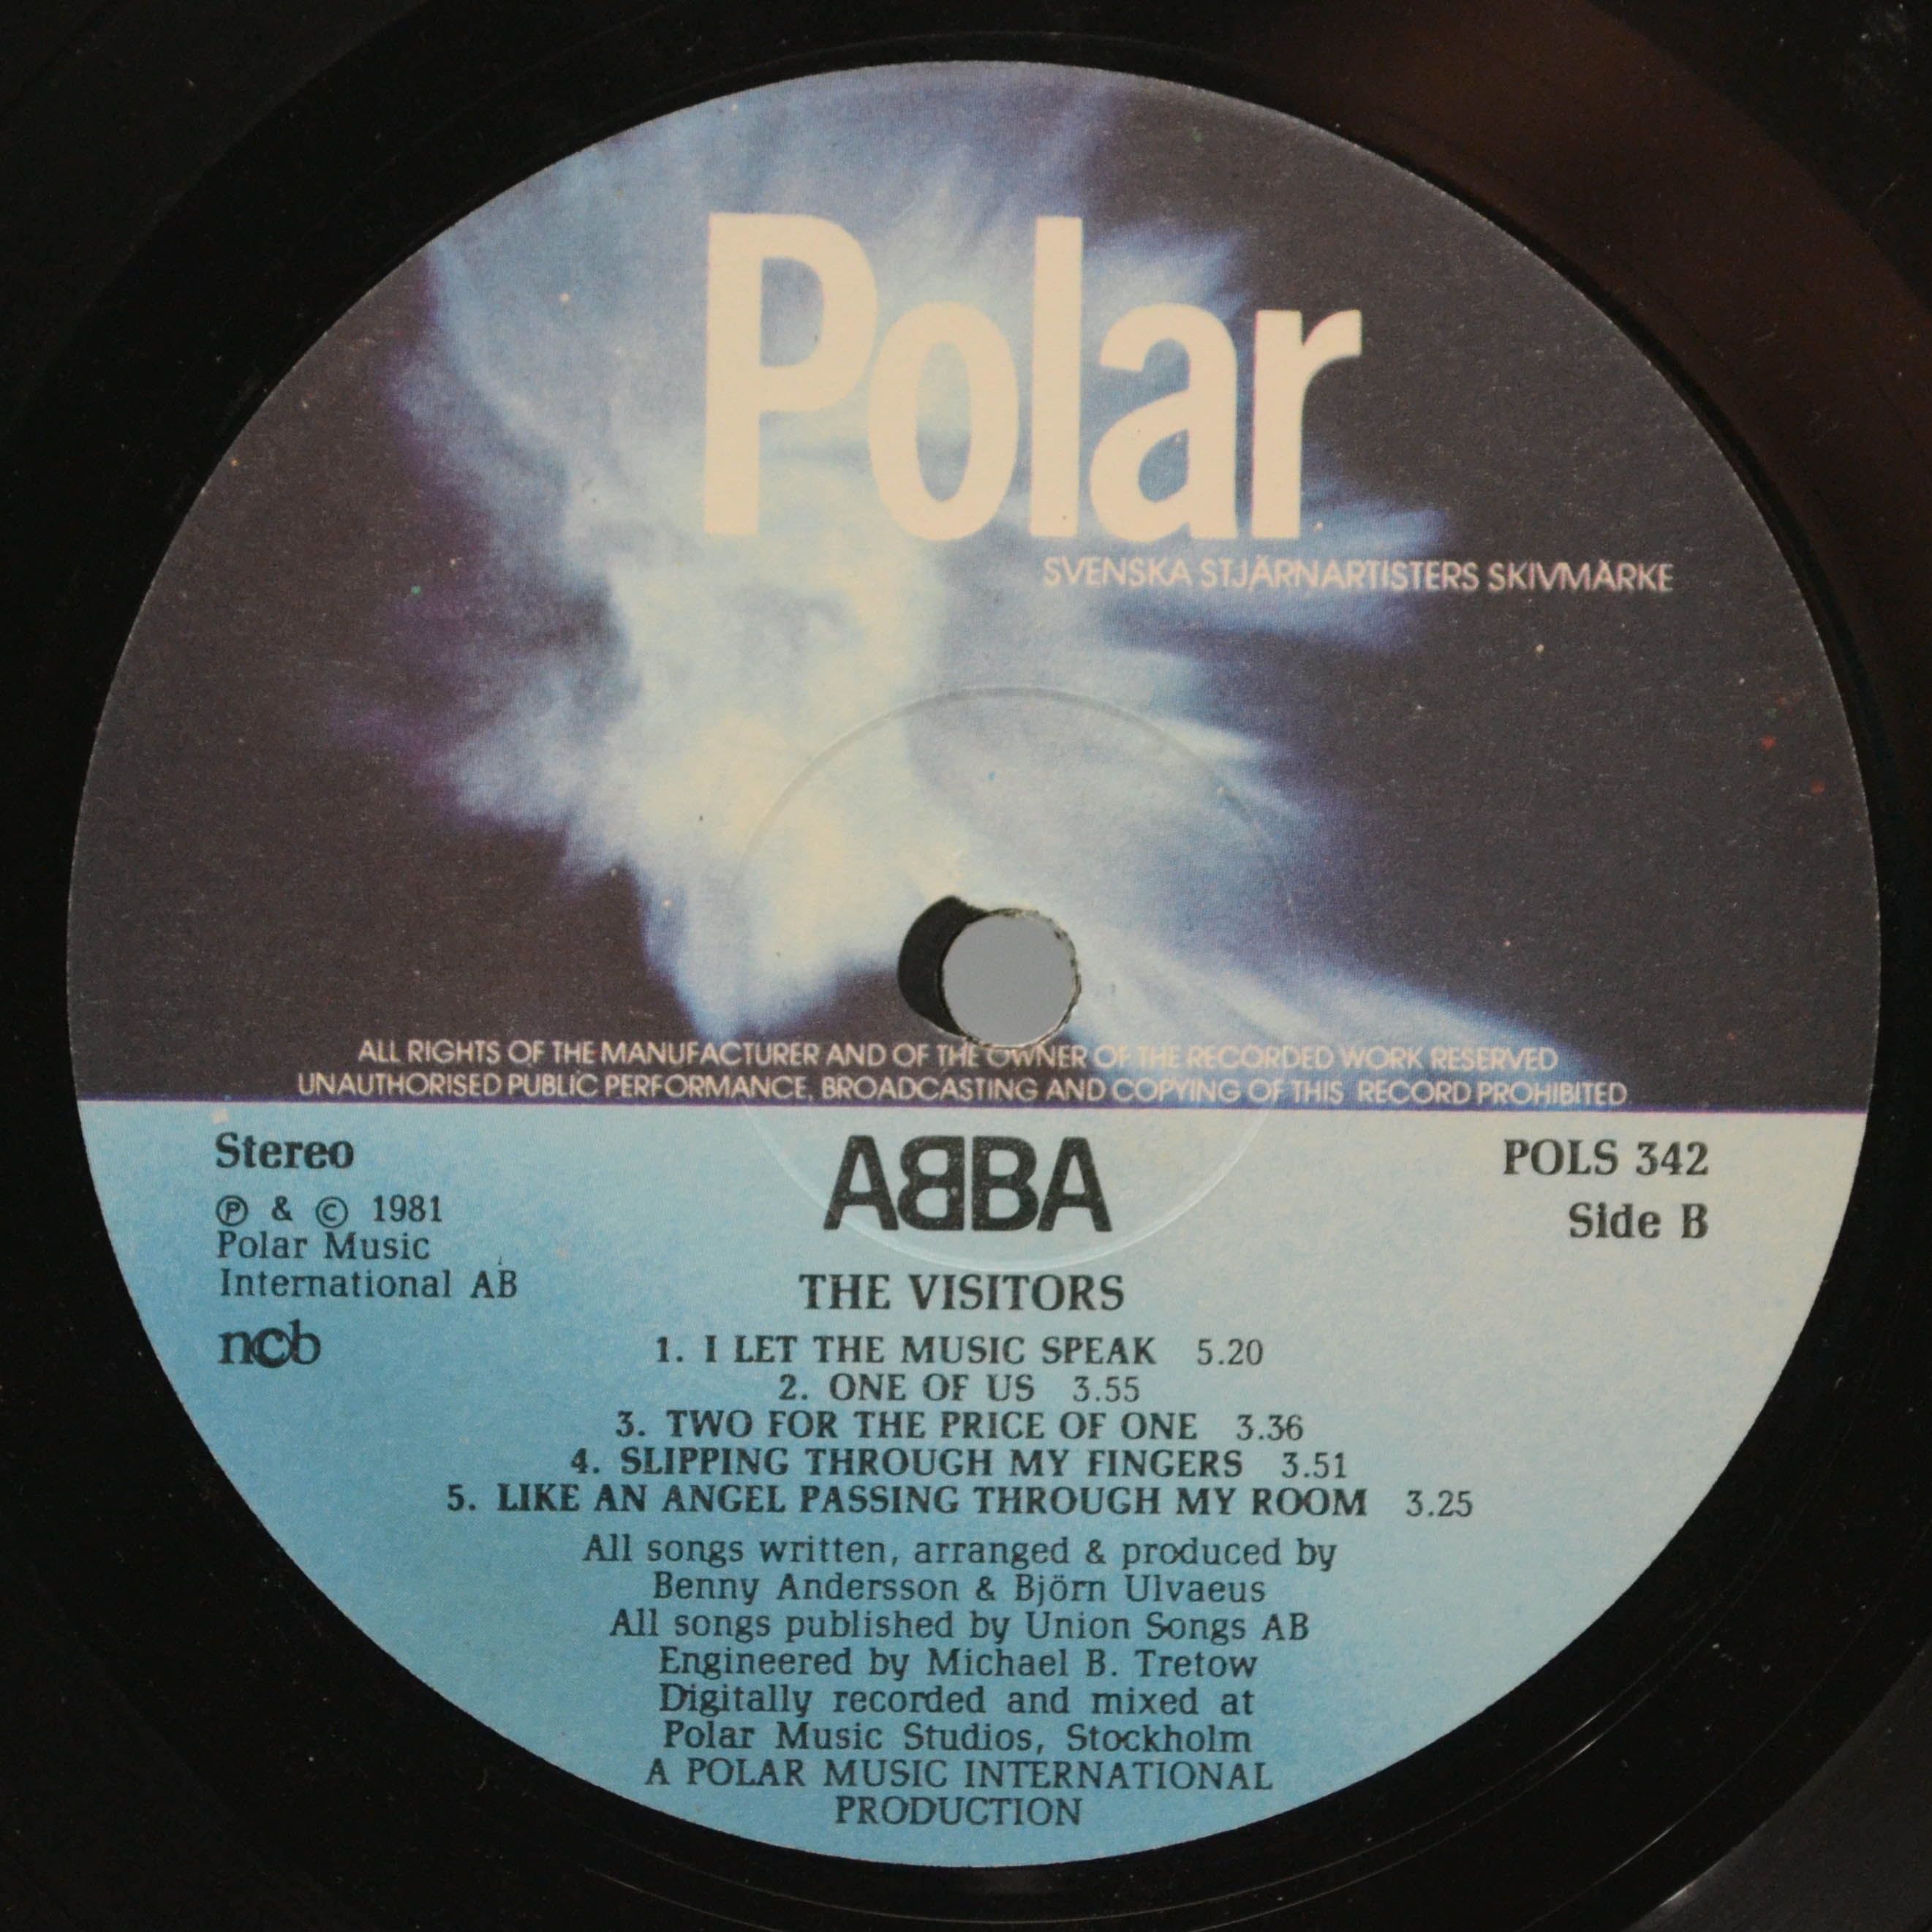 Polar
SVENSKA STJÄRNARTISTERS SKIVMÄRKE
ALL RIGHTS OF THE MANUFACTURER AND OF THE OWNER OF THE RECORDED WORK RESERVED
UNAUTHORISED PUBLIC PERFORMANCE, BROADCASTING AND COPYING OF THIS RECORD PROHIBITED
Stereo
℗ & © 1981
Polar Music
International AB
ncb
ABBA
POLS 342
Side B
THE VISITORS
1. I LET THE MUSIC SPEAK 5.20
2. ONE OF US 3.55
3. TWO FOR THE PRICE OF ONE 3.36
4. SLIPPING THROUGH MY FINGERS 3.51
5. LIKE AN ANGEL PASSING THROUGH MY ROOM 3.25
All songs written, arranged & produced by
Benny Andersson & Björn Ulvaeus
All songs published by Union Songs AB
Engineered by Michael B. Tretow
Digitally recorded and mixed at
Polar Music Studios, Stockholm
A POLAR MUSIC INTERNATIONAL
PRODUCTION